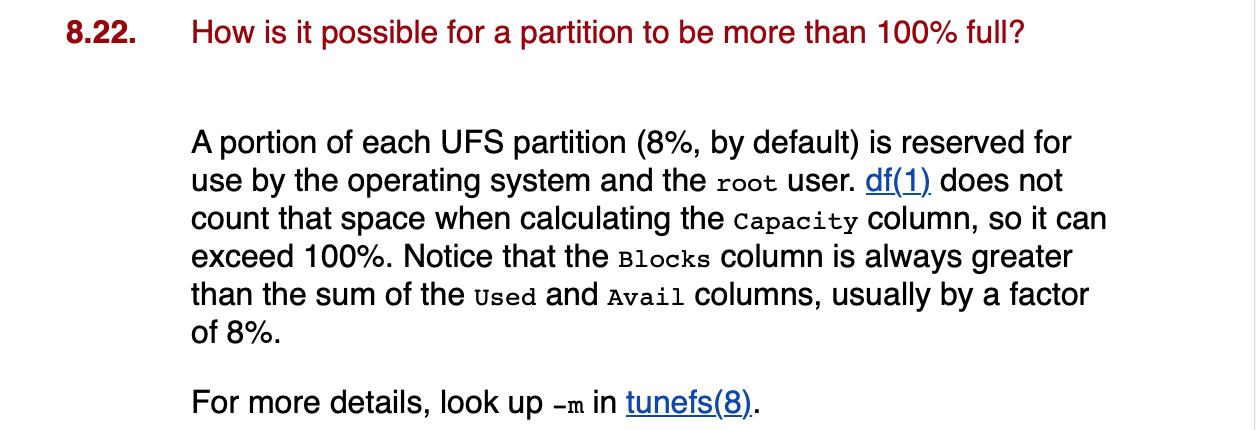 8.22. How is it possible for a partition to be more than 100% full?
A portion of each UFS partition (8%, by default) is reserved for
use by the operating system and the root user. df(1) does not
count that space when calculating the Capacity column, so it can
exceed 100%. Notice that the Blocks column is always greater
than the sum of the Used and Avail columns, usually by a factor
of 8%.
For more details, look up -m in tunefs(8).